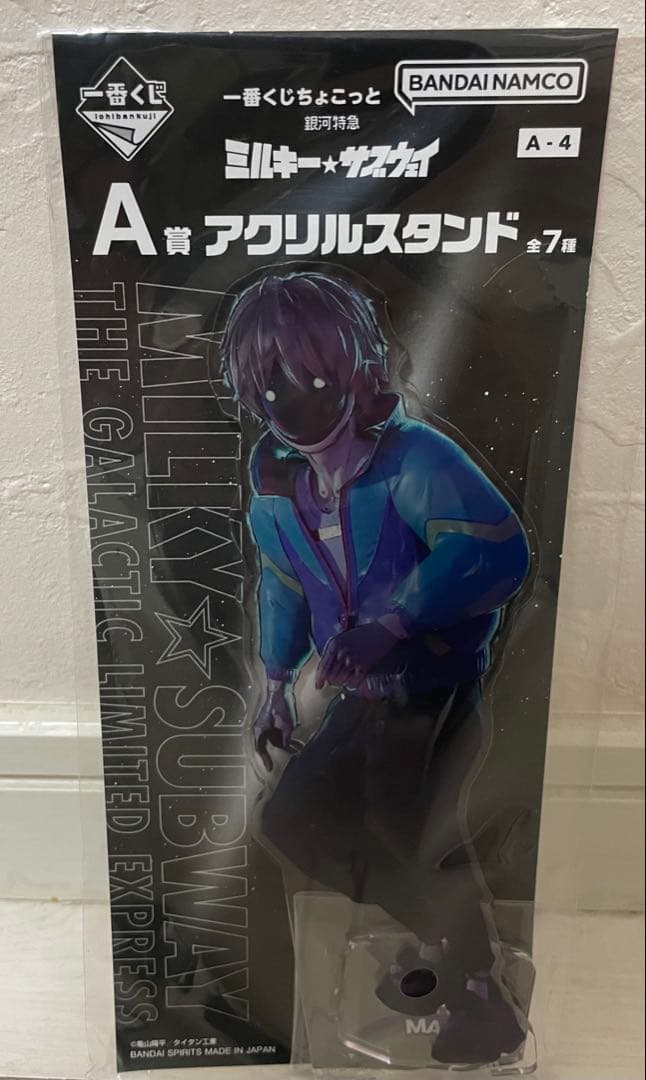 一番くじ
ichibankuji
一番くじちょこっと
BANDAI NAMCO
銀河特急
ミルキー★サブウェイ
A-4
A賞 アクリルスタンド 全7種
MILKY☆SUBWAY
THE GALACTIC LIMITED EXPRESS
MA
©亀山陽平/タイタン工業
BANDAI SPIRITS MADE IN JAPAN